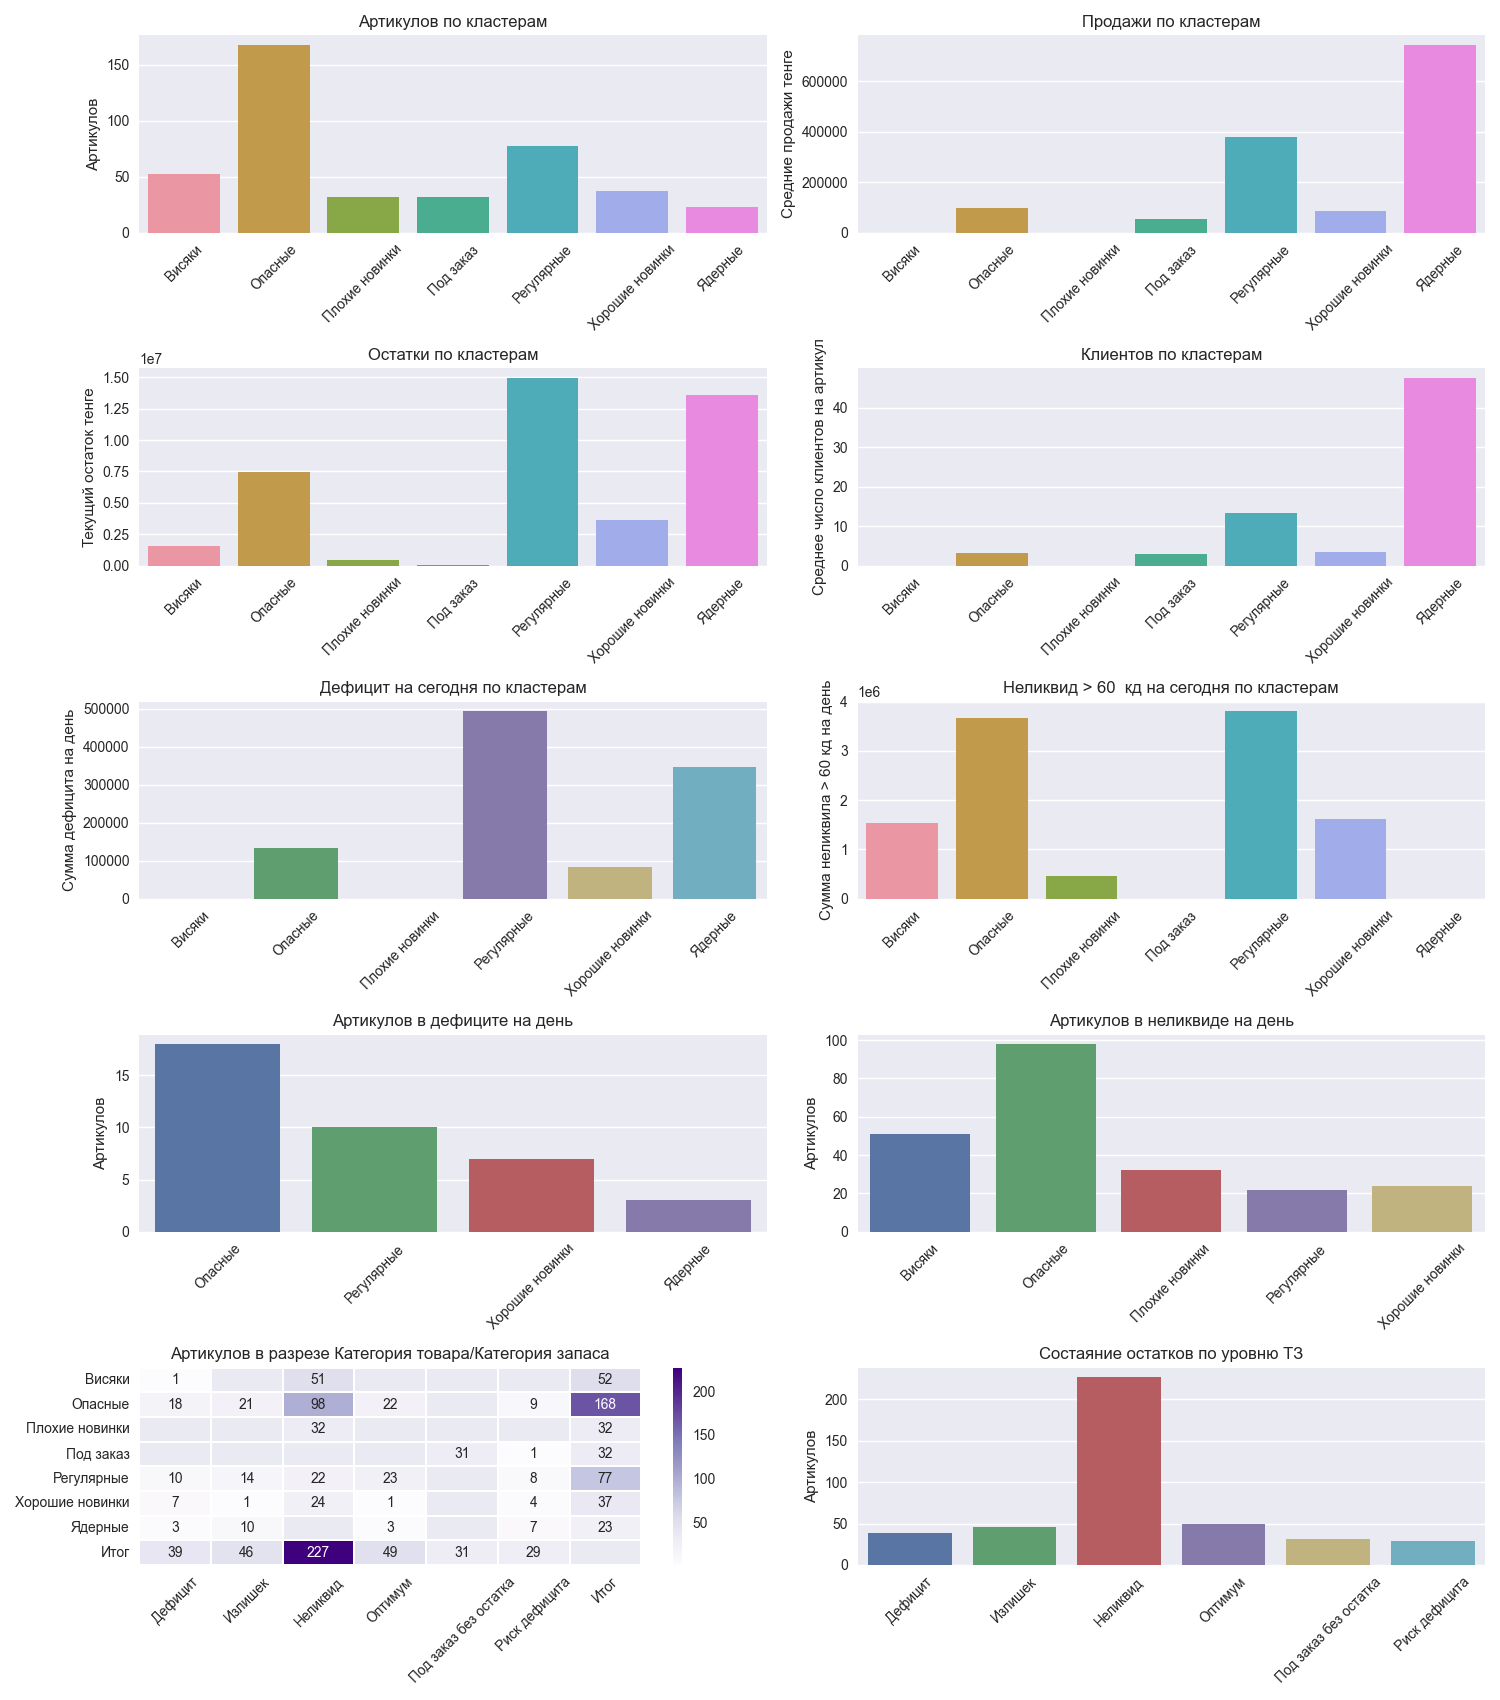 Артикулов по кластерам
Артикулов
150
100
50
0
Висяки
Опасные
Плохие новинки
Под заказ
Регулярные
Хорошие новинки
Ядерные
Продажи по кластерам
Средние продажи тенге
600000
400000
200000
0
Висяки
Опасные
Плохие новинки
Под заказ
Регулярные
Хорошие новинки
Ядерные
Остатки по кластерам
1e7
Текущий остаток тенге
1.50
1.25
1.00
0.75
0.50
0.25
0.00
Висяки
Опасные
Плохие новинки
Под заказ
Регулярные
Хорошие новинки
Ядерные
Клиентов по кластерам
Среднее число клиентов на артикул
40
30
20
10
0
Висяки
Опасные
Плохие новинки
Под заказ
Регулярные
Хорошие новинки
Ядерные
Дефицит на сегодня по кластерам
Сумма дефицита на день
500000
400000
300000
200000
100000
0
Висяки
Опасные
Плохие новинки
Регулярные
Хорошие новинки
Ядерные
Неликвид > 60  кд на сегодня по кластерам
1e6
Сумма неликвила > 60 кд на день
4
3
2
1
0
Висяки
Опасные
Плохие новинки
Под заказ
Регулярные
Хорошие новинки
Ядерные
Артикулов в дефиците на день
Артикулов
15
10
5
0
Опасные
Регулярные
Хорошие новинки
Ядерные
Артикулов в неликвиде на день
Артикулов
100
80
60
40
20
0
Висяки
Опасные
Плохие новинки
Регулярные
Хорошие новинки
Артикулов в разрезе Категория товара/Категория запаса
Висяки 1 51 52
Опасные 18 21 98 22 9 168
Плохие новинки 32 32
Под заказ 31 1 32
Регулярные 10 14 22 23 8 77
Хорошие новинки 7 1 24 1 4 37
Ядерные 3 10 3 7 23
Итог 39 46 227 49 31 29
Дефицит
Излишек
Неликвид
Оптимум
Под заказ без остатка
Риск дефицита
Итог
200
150
100
50
Состаяние остатков по уровню ТЗ
Артикулов
200
150
100
50
0
Дефицит
Излишек
Неликвид
Оптимум
Под заказ без остатка
Риск дефицита